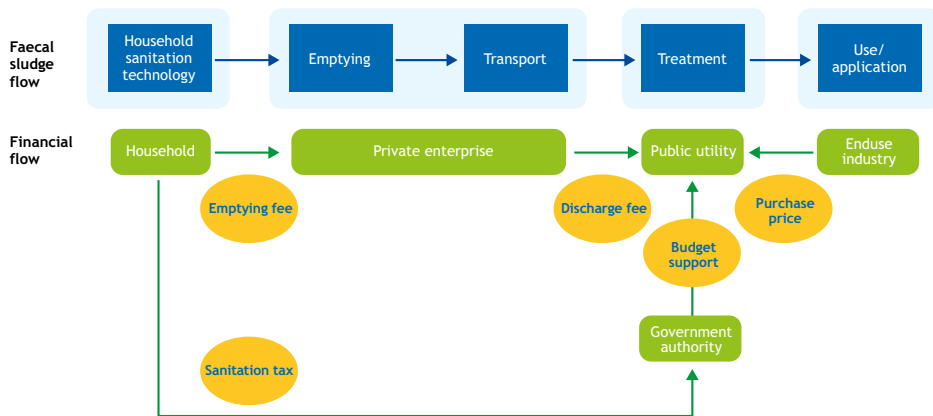 Faecal
sludge
flow
Household
sanitation
technology
Emptying
Transport
Treatment
Use/
application
Financial
flow
Household
Private enterprise
Public utility
Enduse
industry
Emptying fee
Discharge fee
Purchase
price
Budget
support
Government
authority
Sanitation tax